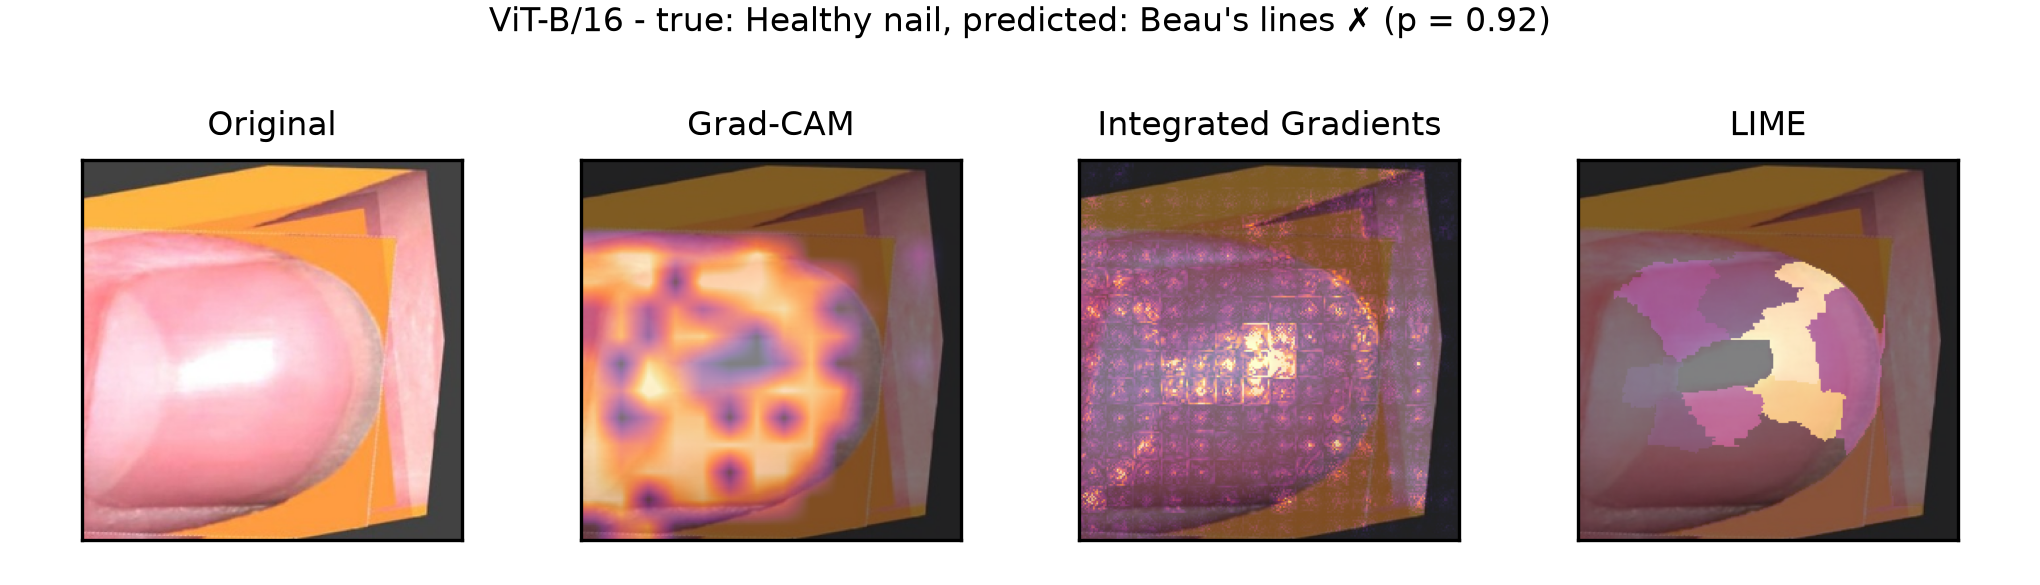 ViT-B/16 - true: Healthy nail, predicted: Beau's lines ✗ (p = 0.92)
Original
Grad-CAM
Integrated Gradients
LIME